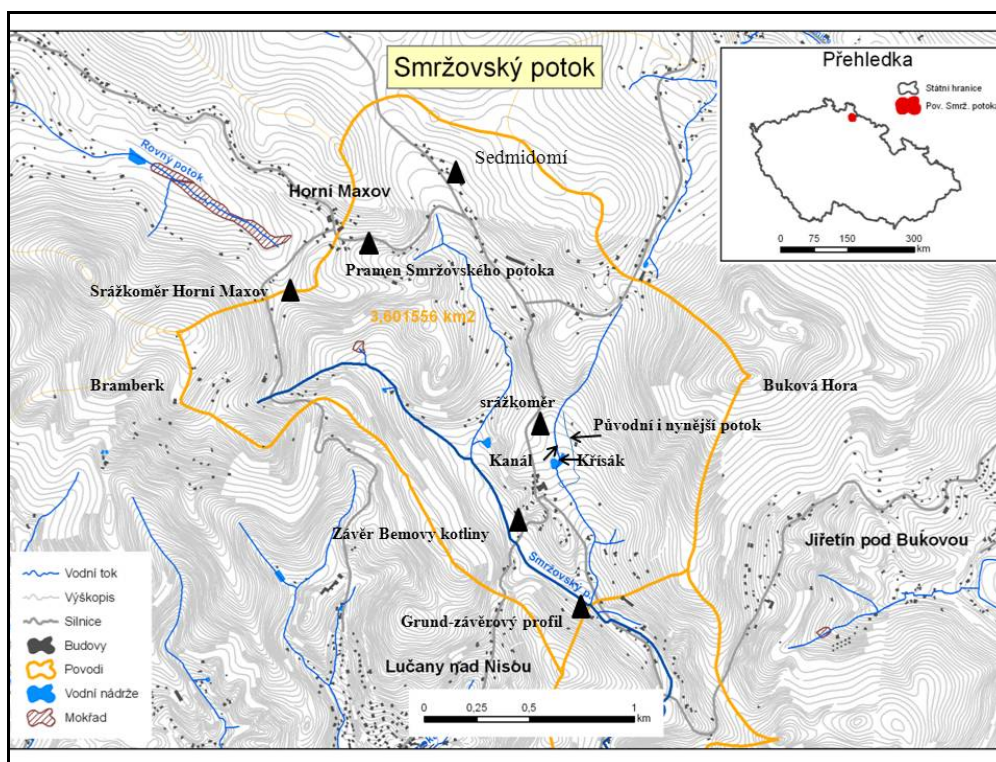 Smržovský potok
Přehledka
Státní hranice
Pov. Smrž. potoka
0 75 150 300
km
Sedmidomí
Rovný potok
Horní Maxov
Pramen Smržovského potoka
Srážkoměr Horní Maxov
3,601556 km2
Bramberk
Buková Hora
srážkoměr
Původní i nynější potok
Kanál
Křísák
Závěr Bemovy kotliny
Jiřetín pod Bukovou
Smržovský p
Grund-závěrový profil
Lučany nad Nisou
Vodní tok
Výškopis
Silnice
Budovy
Povodí
Vodní nádrže
Mokřad
0 0,25 0,5 1
km